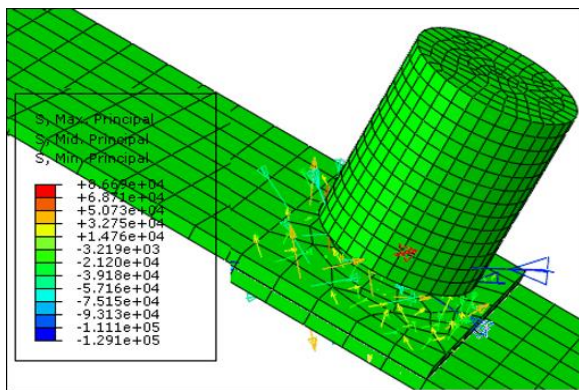 S, Max. Principal
S, Mid. Principal
S, Min. Principal
+8.669e+04
+6.871e+04
+5.073e+04
+3.275e+04
+1.476e+04
-3.219e+03
-2.120e+04
-3.918e+04
-5.716e+04
-7.515e+04
-9.313e+04
-1.111e+05
-1.291e+05